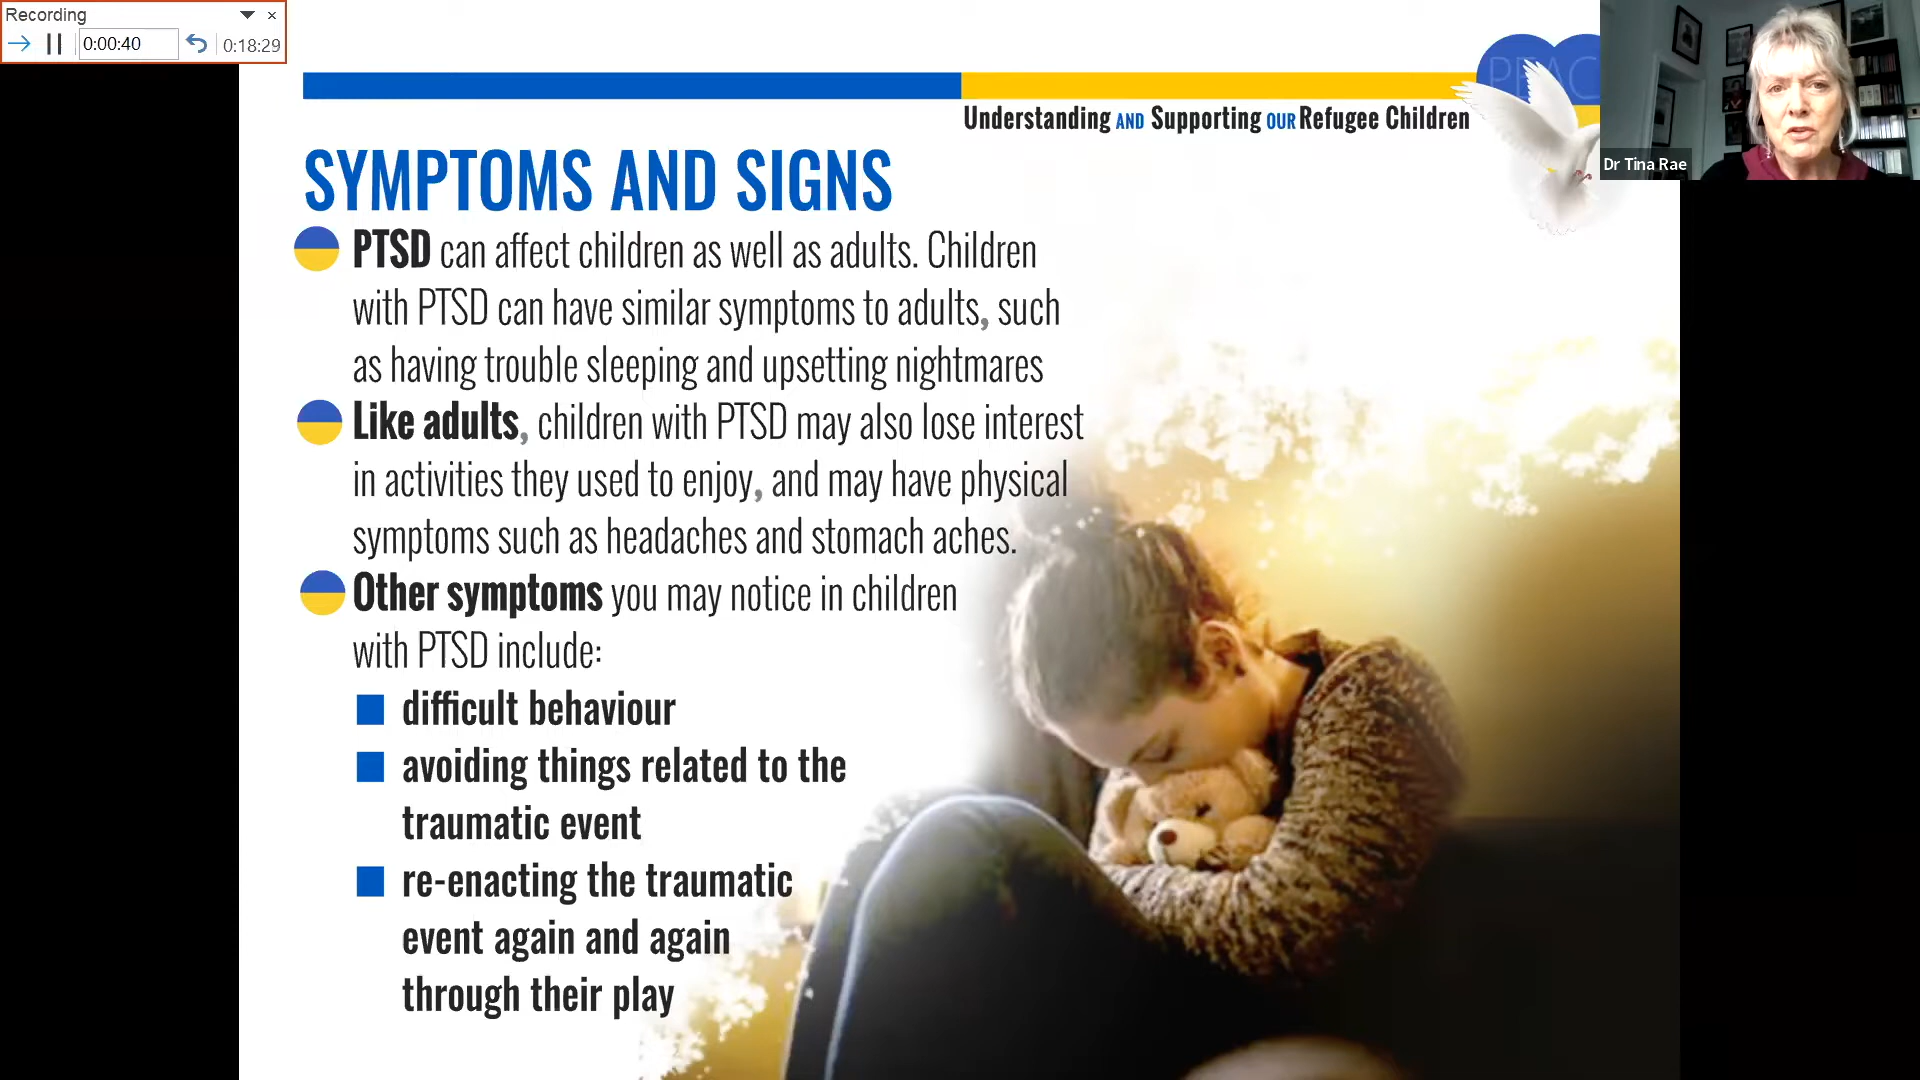 Recording
0:00:40
0:18:29
PEAC
Understanding AND Supporting OUR Refugee Children
Dr Tina Rae
SYMPTOMS AND SIGNS
PTSD can affect children as well as adults. Children
with PTSD can have similar symptoms to adults, such
as having trouble sleeping and upsetting nightmares
Like adults, children with PTSD may also lose interest
in activities they used to enjoy, and may have physical
symptoms such as headaches and stomach aches.
Other symptoms you may notice in children
with PTSD include:
difficult behaviour
avoiding things related to the
traumatic event
re-enacting the traumatic
event again and again
through their play